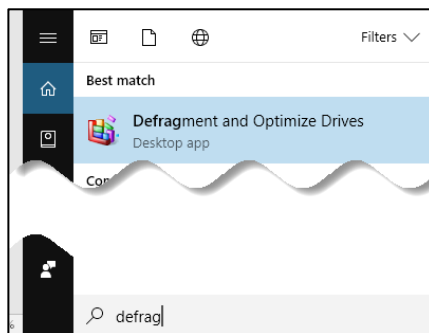 Filters
Best match
Defragment and Optimize Drives
Desktop app
defrag